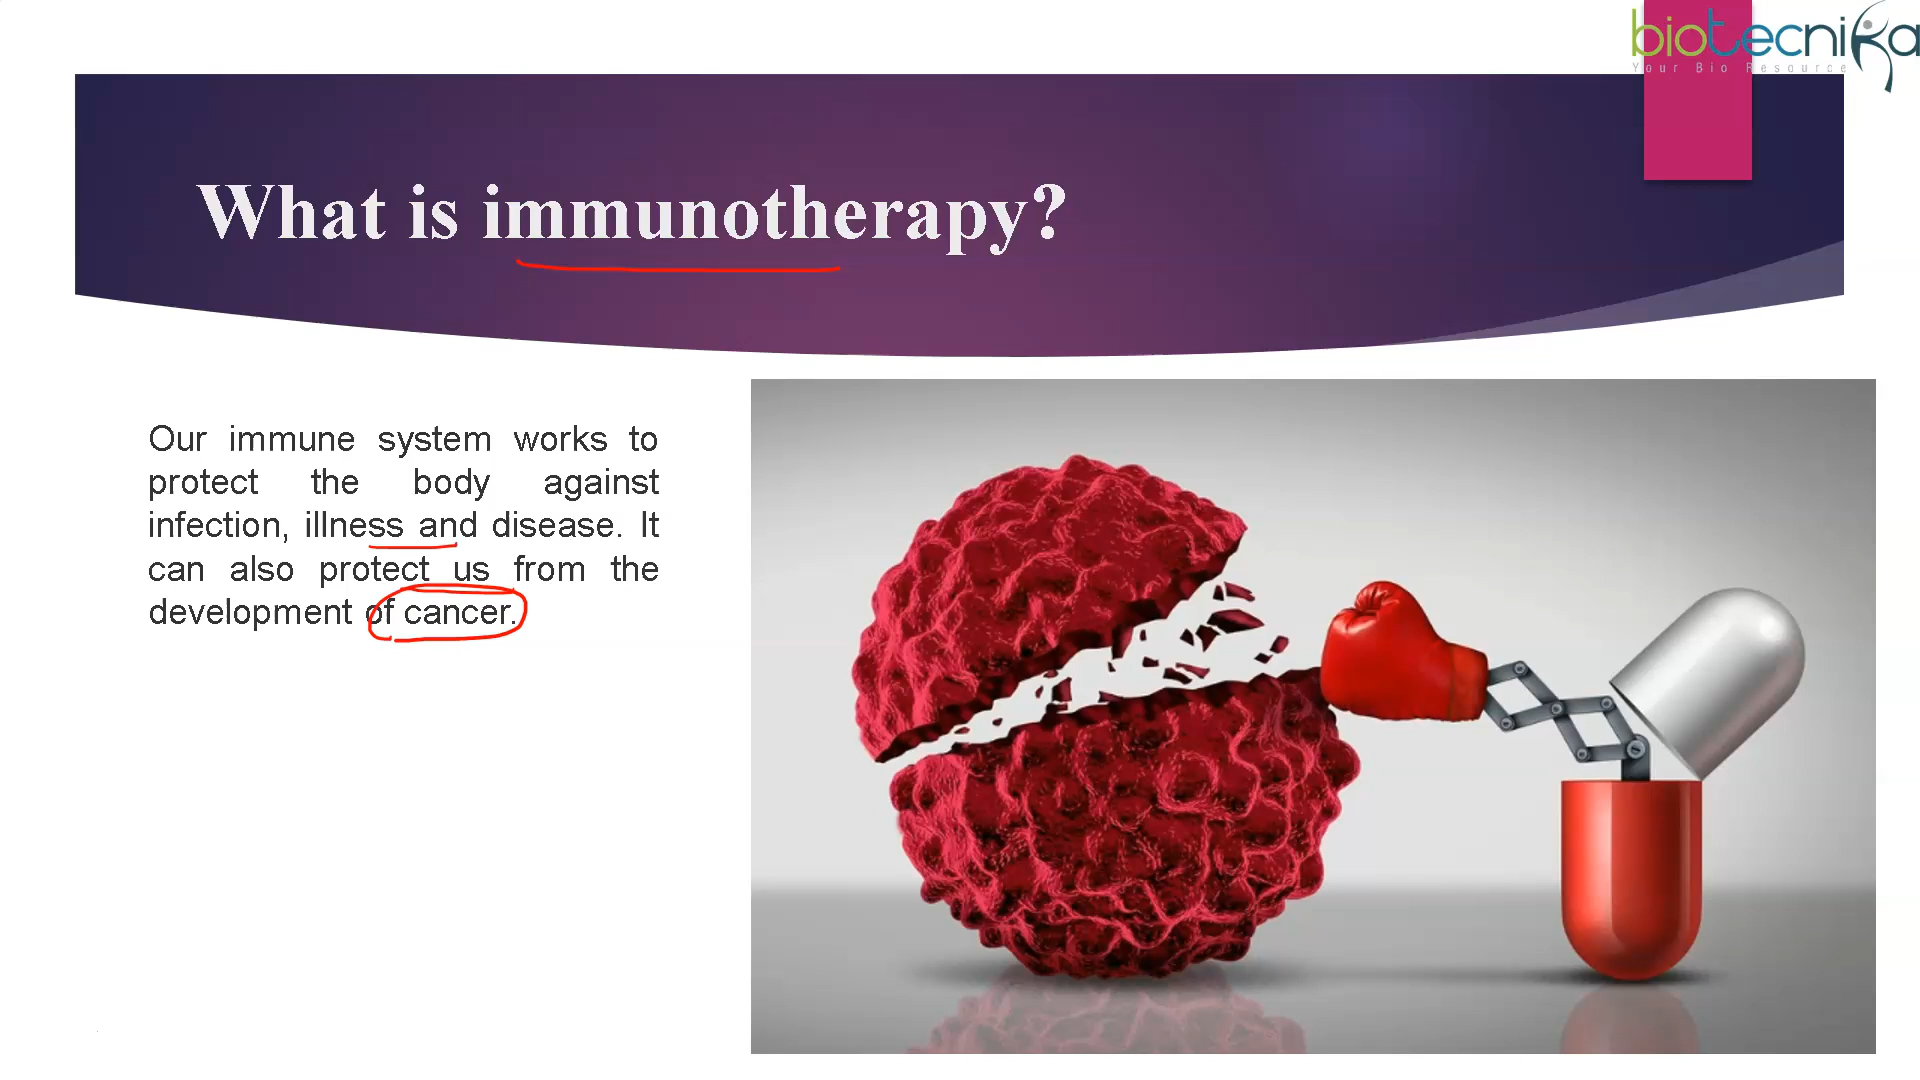 biotecnika
Your Bio Resource
What is immunotherapy?
Our immune system works to
protect the body against
infection, illness and disease. It
can also protect us from the
development of cancer.